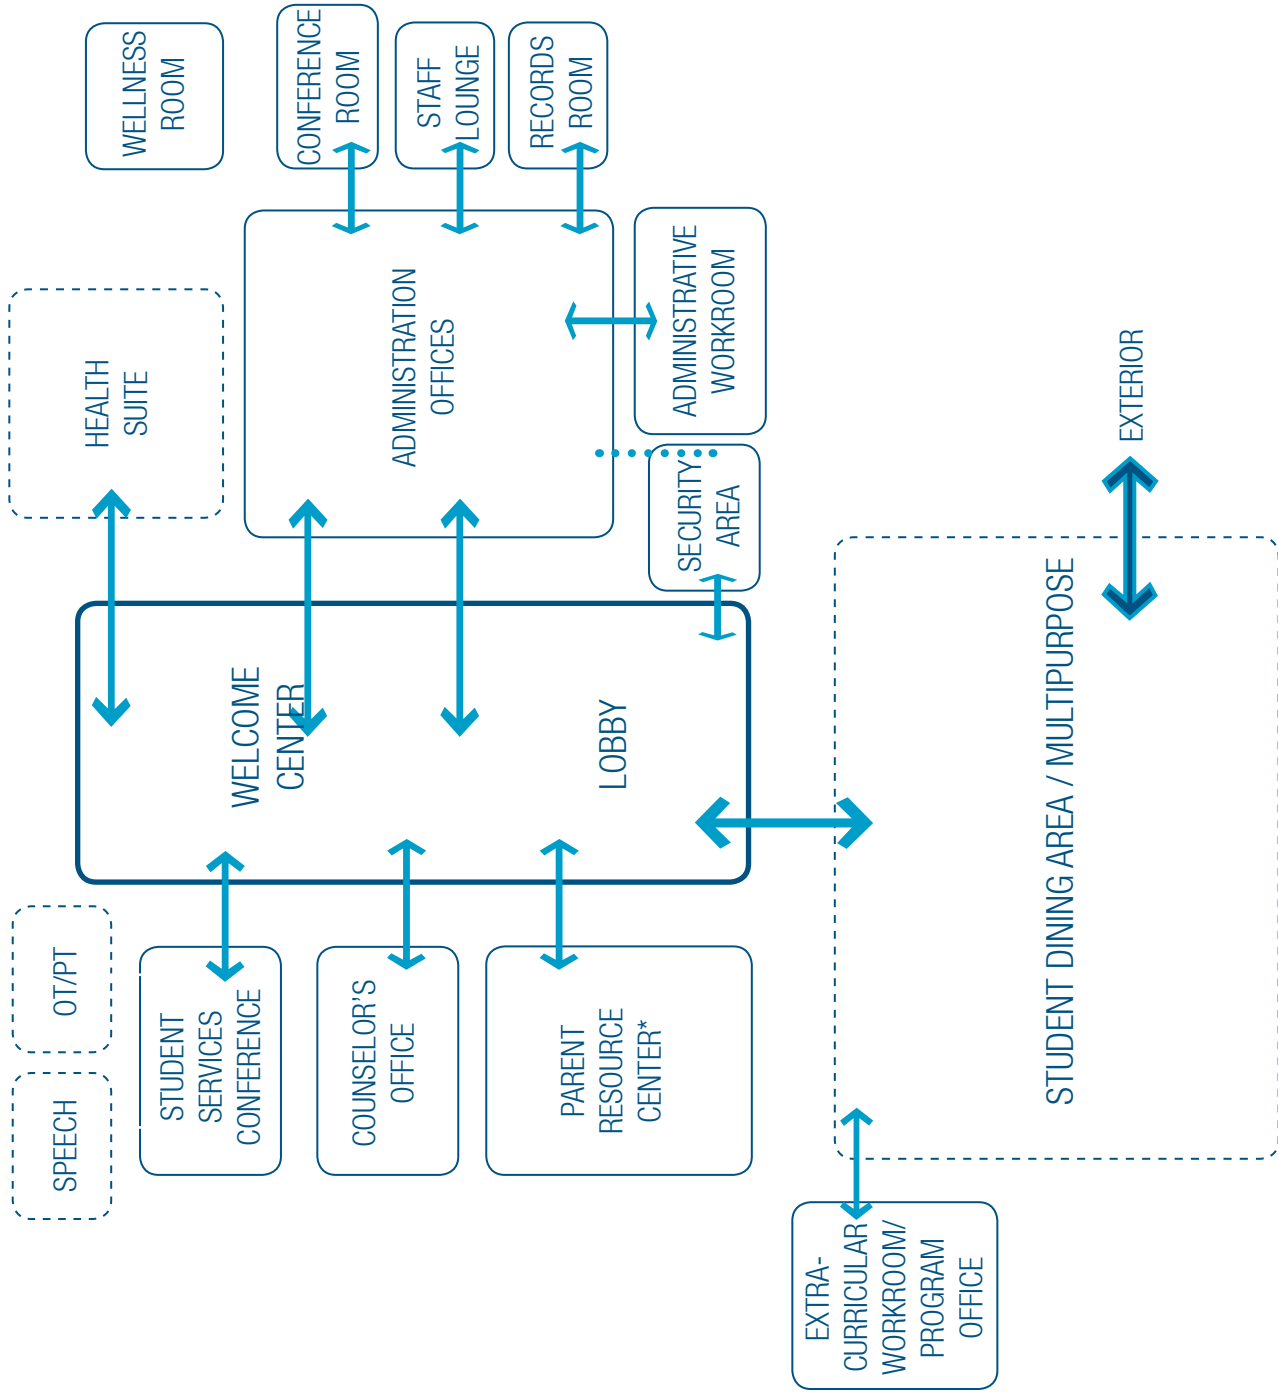 WELLNESS
ROOM
CONFERENCE
ROOM
STAFF
LOUNGE
RECORDS
ROOM
HEALTH
SUITE
ADMINISTRATION
OFFICES
ADMINISTRATIVE
WORKROOM
SECURITY
AREA
EXTERIOR
WELCOME
CENTER
LOBBY
STUDENT DINING AREA / MULTIPURPOSE
OT/PT
SPEECH
STUDENT
SERVICES
CONFERENCE
COUNSELOR'S
OFFICE
PARENT
RESOURCE
CENTER*
EXTRA-
CURRICULAR
WORKROOM/
PROGRAM
OFFICE